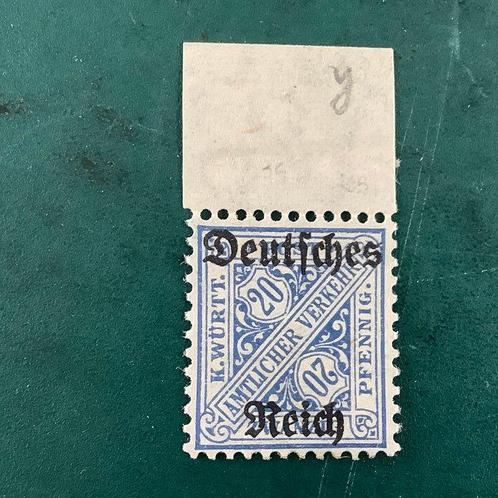 y
Deutsches
K.WÜRTT.
20
AMTLICHER VERKEHR
20
PFENNIG.
Reich